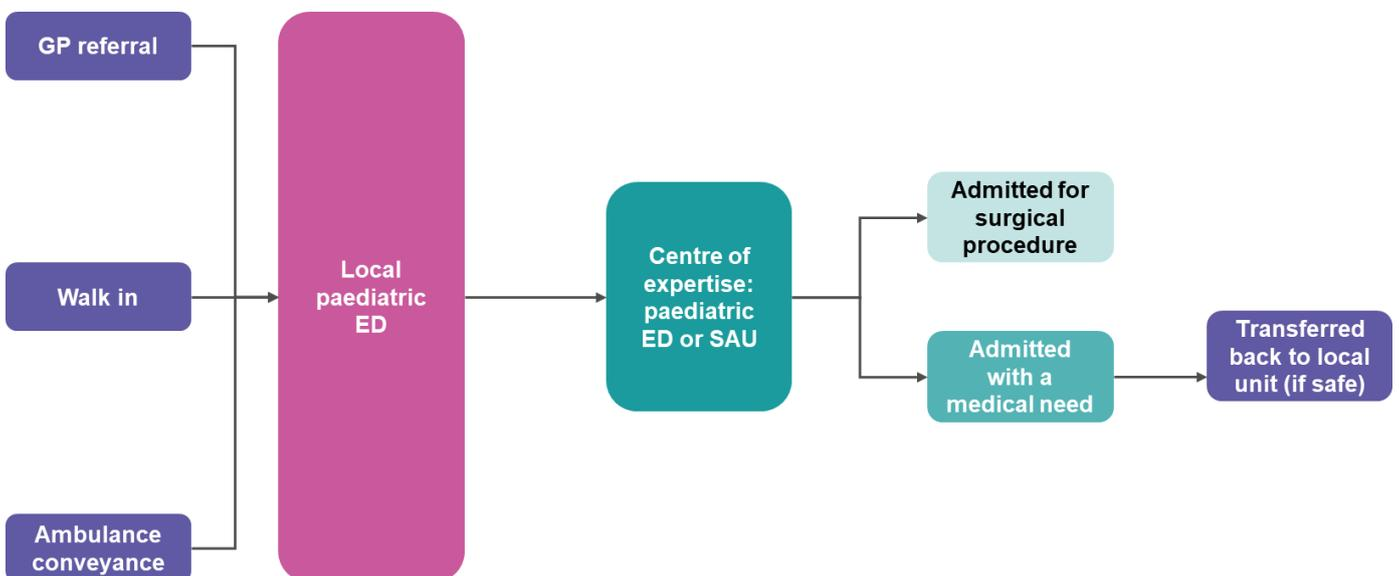 GP referral
Walk in
Ambulance
conveyance
Local
paediatric
ED
Centre of
expertise:
paediatric
ED or SAU
Admitted for
surgical
procedure
Admitted
with a
medical need
Transferred
back to local
unit (if safe)